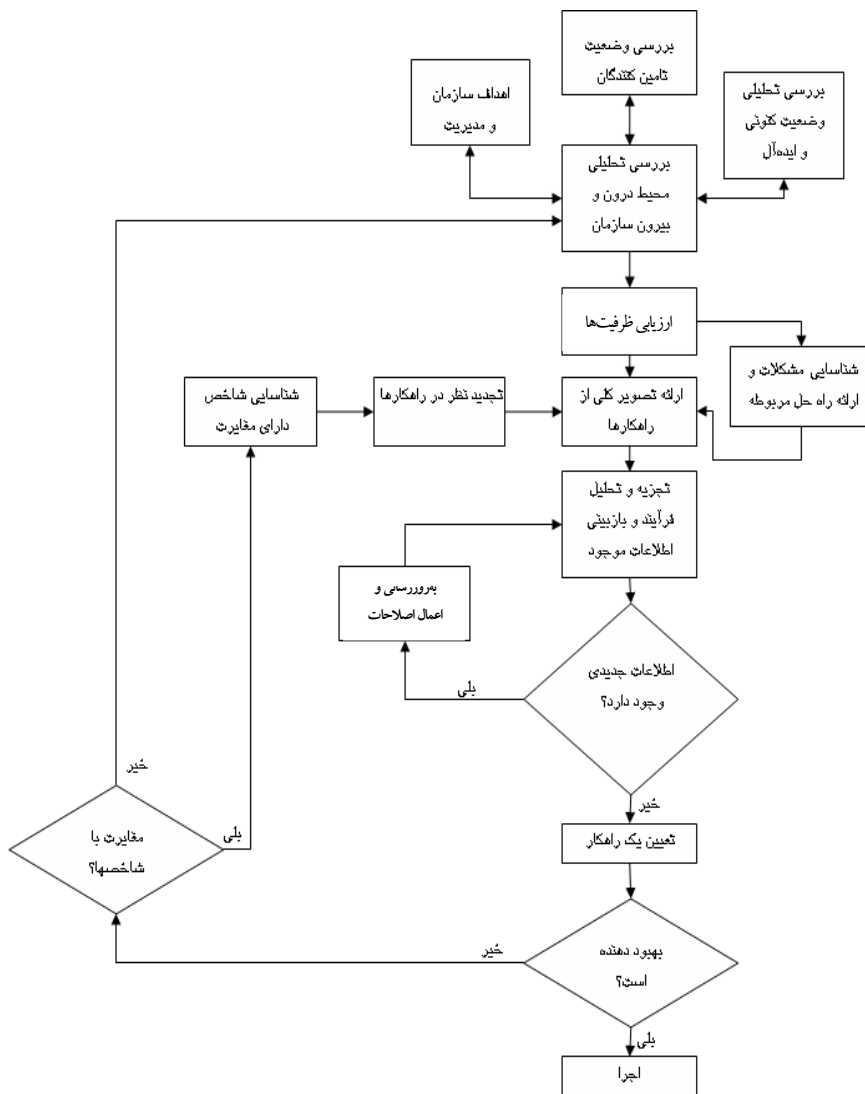 بررسی وضعیت
تامین کنندگان
اهداف سازمان
و مدیریت
بررسی تحلیلی
وضعیت کنونی
و ایده‌آل
بررسی تحلیلی
محیط درون و
بیرون سازمان
ارزیابی ظرفیت‌ها
شناسایی مشکلات و
ارائه راه حل مربوطه
ارائه تصویر کلی از
راهکارها
تجدید نظر در راهکارها
شناسایی شاخص
دارای مغایرت
تجزیه و تحلیل
فرآیند و بازبینی
اطلاعات موجود
به‌روررسی و
اعمال اصلاحات
اطلاعات جدیدی
وجود دارد؟
بلی
خیر
تعیین یک راهکار
بهبود دهنده
است؟
خیر
بلی
مغایرت با
شاخصها؟
خیر
بلی
اجرا